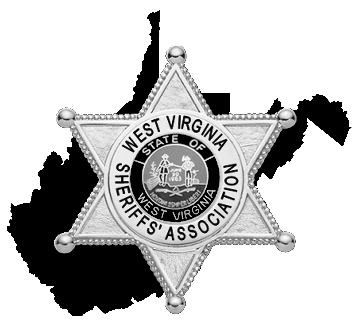 WEST VIRGINIA
SHERIFFS' ASSOCIATION
STATE OF
WEST VIRGINIA